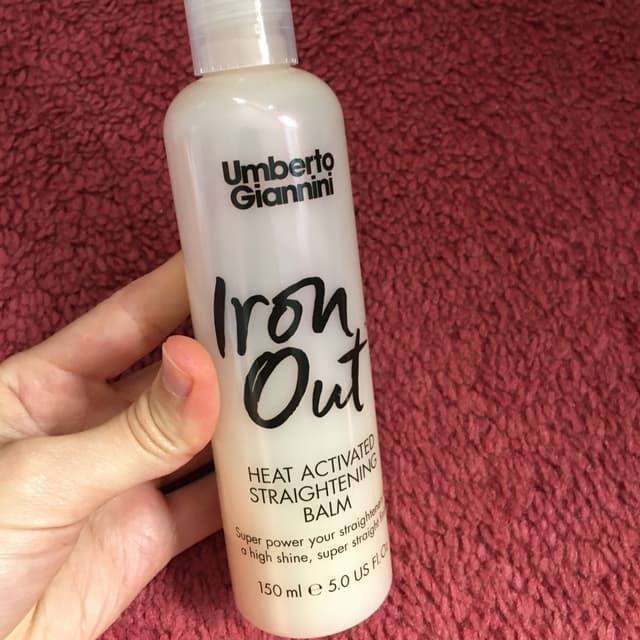 Umberto
Giannini
Iron
Out
HEAT ACTIVATED
STRAIGHTENING
BALM
Super power your
a high shine, super straight
150 ml e 5.0 US FL